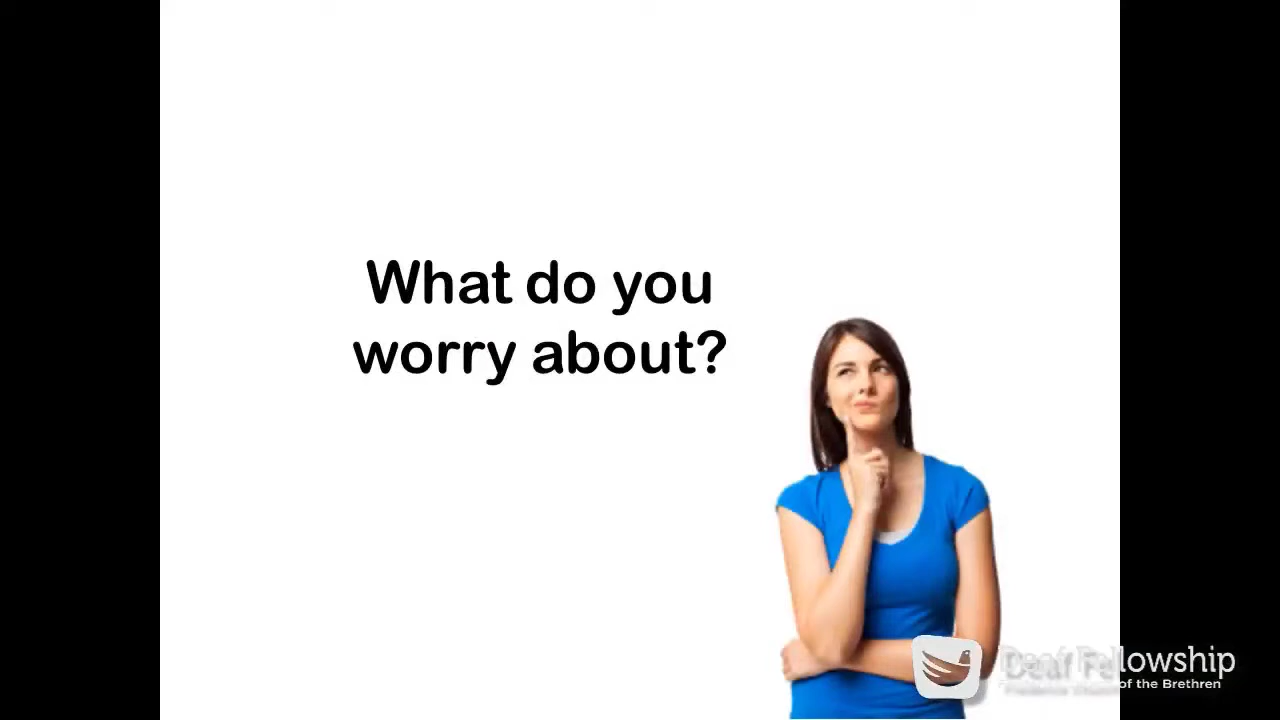 What do you
worry about?
Deaf Fellowship
of the Brethren